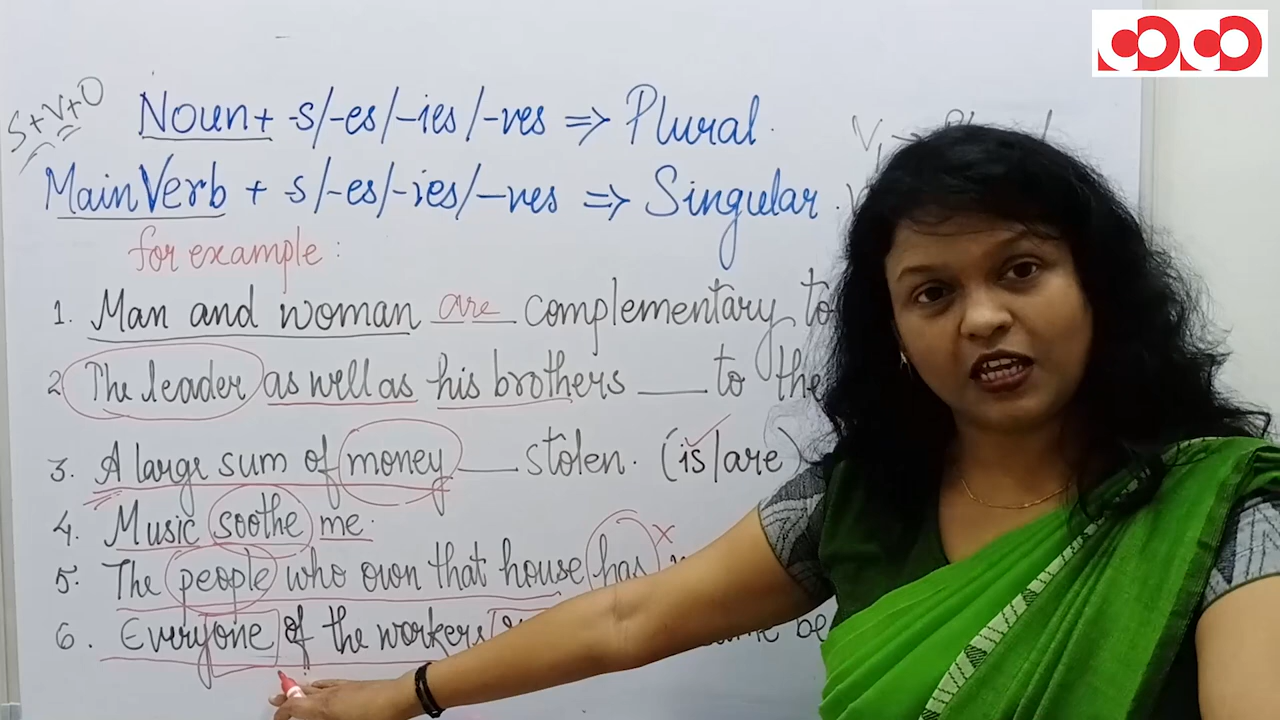 S+V+O
Noun + -s/-es/-ies/-ves => Plural.
Main Verb + -s/-es/-ies/-ves => Singular.
for example:
1. Man and woman are complementary to
2 The leader as well as his brothers ___ to the
3. A large sum of money ___ stolen. (is/are)
4. Music soothe me.
5. The people who own that house has
6. Everyone of the workers